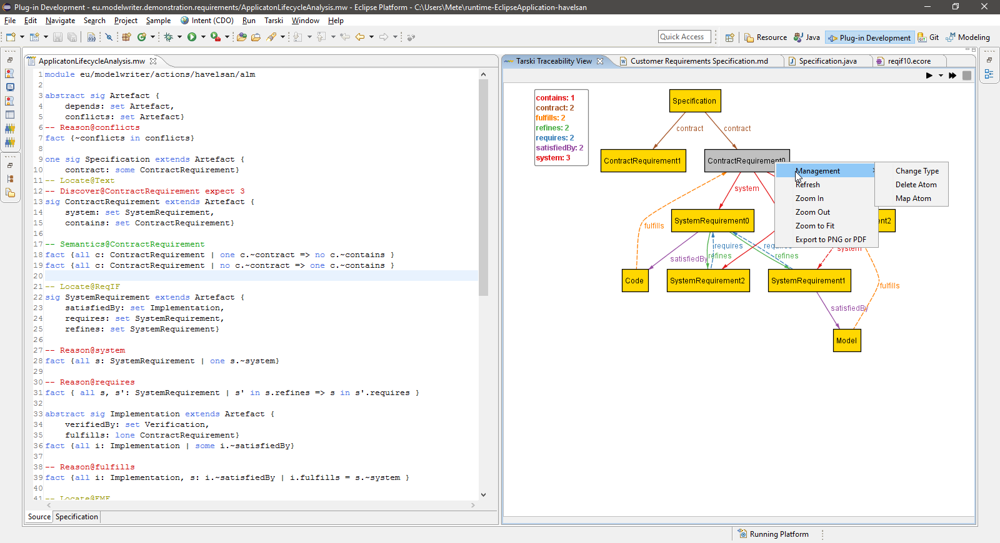 Plug-in Development - eu.modelwriter.demonstration.requirements/ApplicatonLifecycleAnalysis.mw - Eclipse Platform - C:\Users\Mete\runtime-EclipseApplication-havelsan
File Edit Navigate Search Project Sample Intent (CDO) Run Tarski Window Help
Quick Access Resource Java Plug-in Development Git Modeling
ApplicatonLifecycleAnalysis.mw
1 module eu/modelwriter/actions/havelsan/alm
2
3 abstract sig Artefact {
4 depends: set Artefact,
5 conflicts: set Artefact}
6 -- Reason@conflicts
7 fact {~conflicts in conflicts}
8
9 one sig Specification extends Artefact {
10 contract: some ContractRequirement}
11 -- Locate@Text
12 -- Discover@ContractRequirement expect 3
13 sig ContractRequirement extends Artefact {
14 system: set SystemRequirement,
15 contains: set ContractRequirement}
16
17 -- Semantics@ContractRequirement
18 fact {all c: ContractRequirement | one c.~contract => no c.~contains }
19 fact {all c: ContractRequirement | no c.~contract => one c.~contains }
20
21 -- Locate@ReqIF
22 sig SystemRequirement extends Artefact {
23 satisfiedBy: set Implementation,
24 requires: set SystemRequirement,
25 refines: set SystemRequirement}
26
27 -- Reason@system
28 fact {all s: SystemRequirement | one s.~system}
29
30 -- Reason@requires
31 fact { all s, s': SystemRequirement | s' in s.refines => s in s'.requires }
32
33 abstract sig Implementation extends Artefact {
34 verifiedBy: set Verification,
35 fulfills: lone ContractRequirement}
36 fact {all i: Implementation | some i.~satisfiedBy}
37
38 -- Reason@fulfills
39 fact {all i: Implementation, s: i.~satisfiedBy | i.fulfills = s.~system }
40
41 -- Locate@EMF
Source Specification
Tarski Traceability View Customer Requirements Specification.md Specification.java reqif10.ecore
contains: 1
contract: 2
fulfills: 2
refines: 2
requires: 2
satisfiedBy: 2
system: 3
Specification
contract contract
ContractRequirement1 ContractRequirement0
Management
Refresh
Zoom In
Zoom Out
Zoom to Fit
Export to PNG or PDF
Change Type
Delete Atom
Map Atom
system
SystemRequirement0 nt2
fulfills
requires requires
system
satisfiedBy refines refines
Code SystemRequirement2 SystemRequirement1
fulfills
satisfiedBy
Model
Running Platform